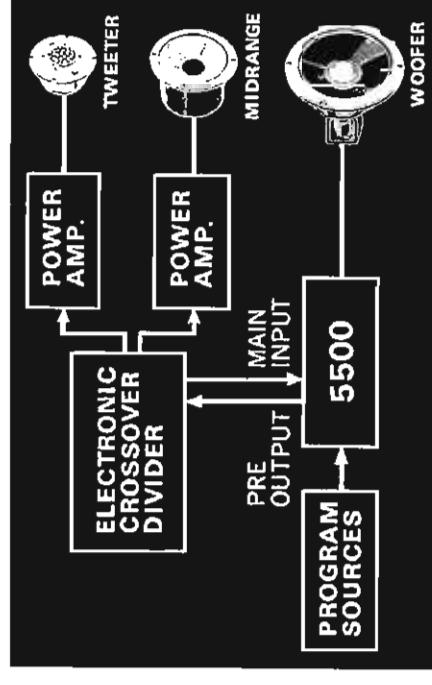 TWEETER
MIDRANGE
WOOFER
POWER
AMP.
POWER
AMP.
ELECTRONIC
CROSSOVER
DIVIDER
PRE
OUTPUT
MAIN
INPUT
5500
PROGRAM
SOURCES